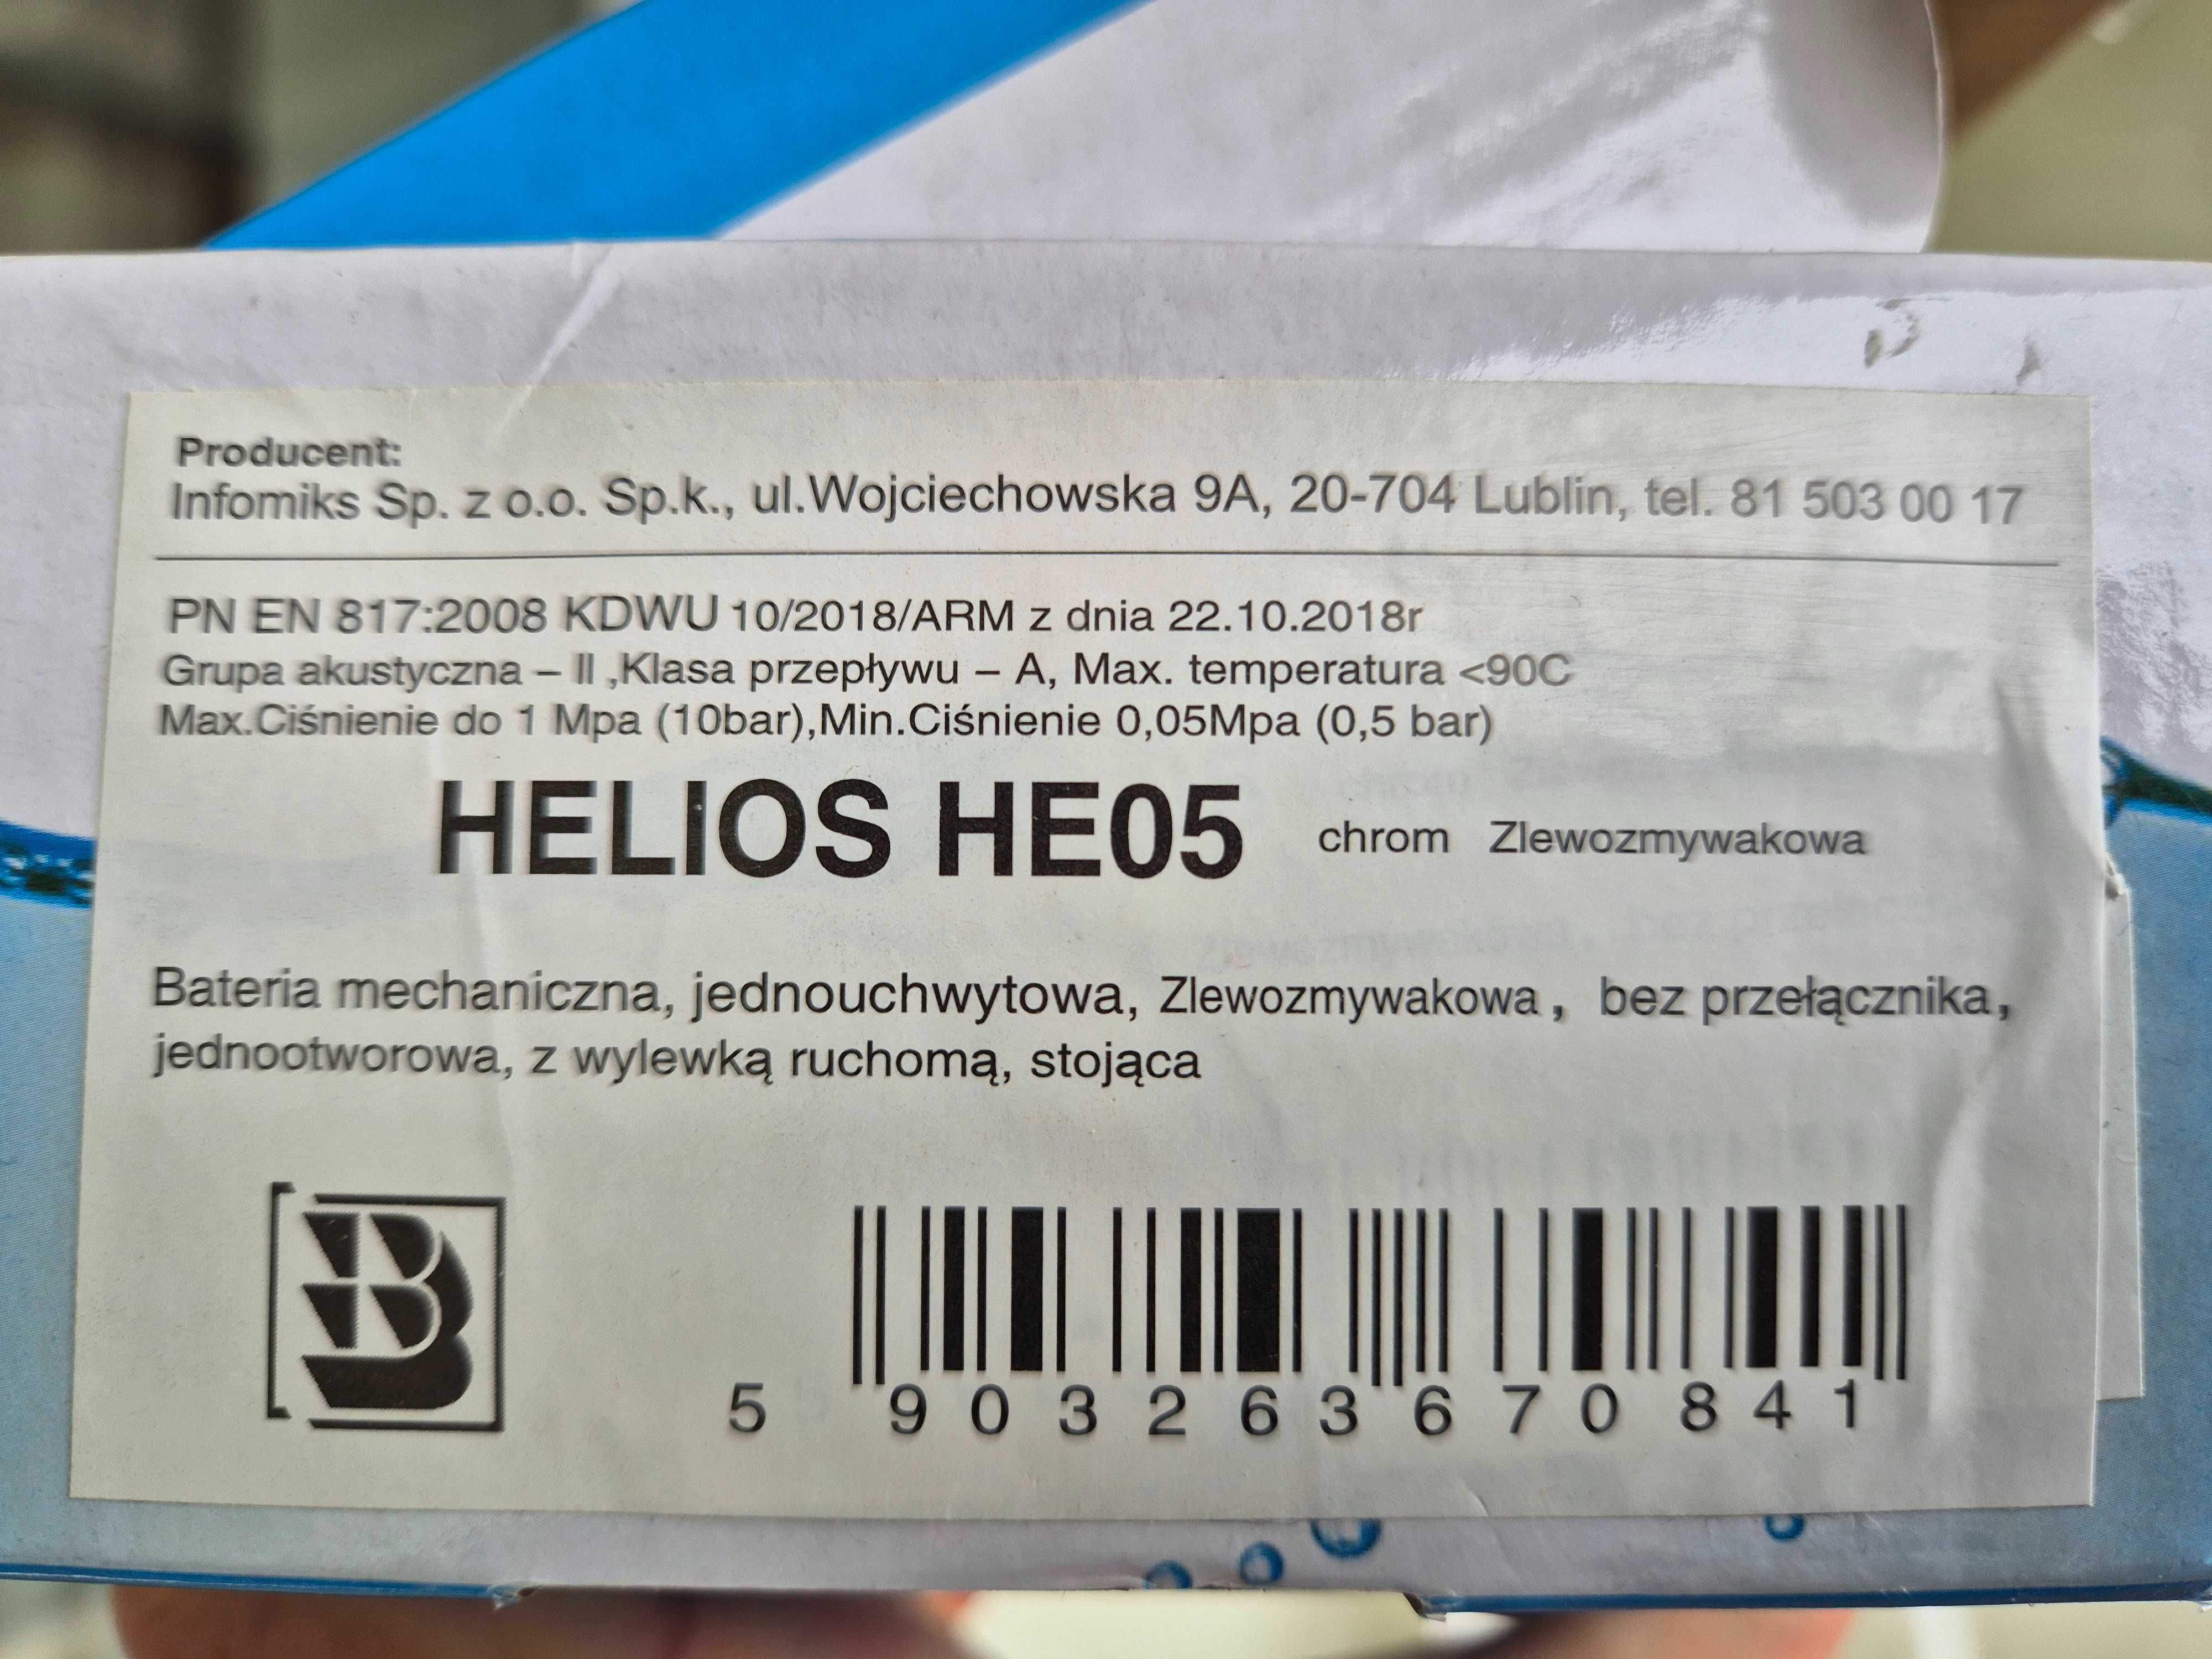 Producent:
Infomiks Sp. z o.o. Sp.k., ul.Wojciechowska 9A, 20-704 Lublin, tel. 81 503 00 17
PN EN 817:2008 KDWU 10/2018/ARM z dnia 22.10.2018r
Grupa akustyczna – II ,Klasa przepływu – A, Max. temperatura <90C
Max.Ciśnienie do 1 Mpa (10bar),Min.Ciśnienie 0,05Mpa (0,5 bar)
HELIOS HE05 chrom Zlewozmywakowa
Bateria mechaniczna, jednouchwytowa, Zlewozmywakowa, bez przełącznika,
jednootworowa, z wylewką ruchomą, stojąca
B
5 903263 670841